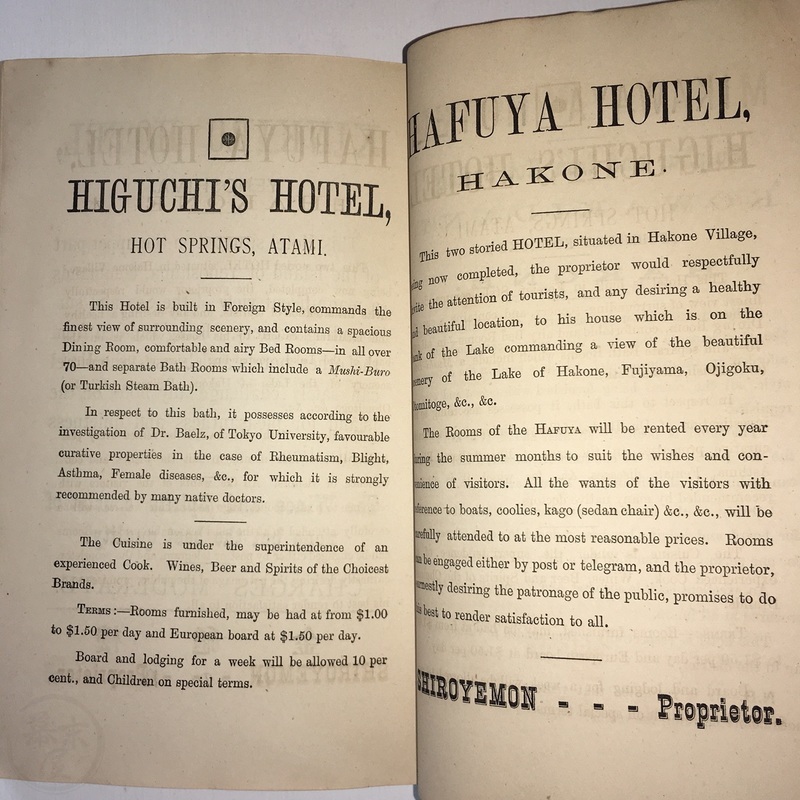 HIGUCHI'S HOTEL,
HOT SPRINGS, ATAMI.
This Hotel is built in Foreign Style, commands the
finest view of surrounding scenery, and contains a spacious
Dining Room, comfortable and airy Bed Rooms—in all over
70—and separate Bath Rooms which include a Mushi-Buro
(or Turkish Steam Bath).
In respect to this bath, it possesses according to the
investigation of Dr. Baelz, of Tokyo University, favourable
curative properties in the case of Rheumatism, Blight,
Asthma, Female diseases, &c., for which it is strongly
recommended by many native doctors.
The Cuisine is under the superintendence of an
experienced Cook. Wines, Beer and Spirits of the Choicest
Brands.
TERMS:—Rooms furnished, may be had at from $1.00
to $1.50 per day and European board at $1.50 per day.
Board and lodging for a week will be allowed 10 per
cent., and Children on special terms.
HAFUYA HOTEL,
HAKONE.
This two storied HOTEL, situated in Hakone Village,
now completed, the proprietor would respectfully
the attention of tourists, and any desiring a healthy
beautiful location, to his house which is on the
of the Lake commanding a view of the beautiful
of the Lake of Hakone, Fujiyama, Ojigoku,
&c., &c.
The Rooms of the HAFUYA will be rented every year
the summer months to suit the wishes and con-
of visitors. All the wants of the visitors with
to boats, coolies, kago (sedan chair) &c., &c., will be
attended to at the most reasonable prices. Rooms
be engaged either by post or telegram, and the proprietor,
desiring the patronage of the public, promises to do
best to render satisfaction to all.
SHIROYEMON - - - Proprietor.